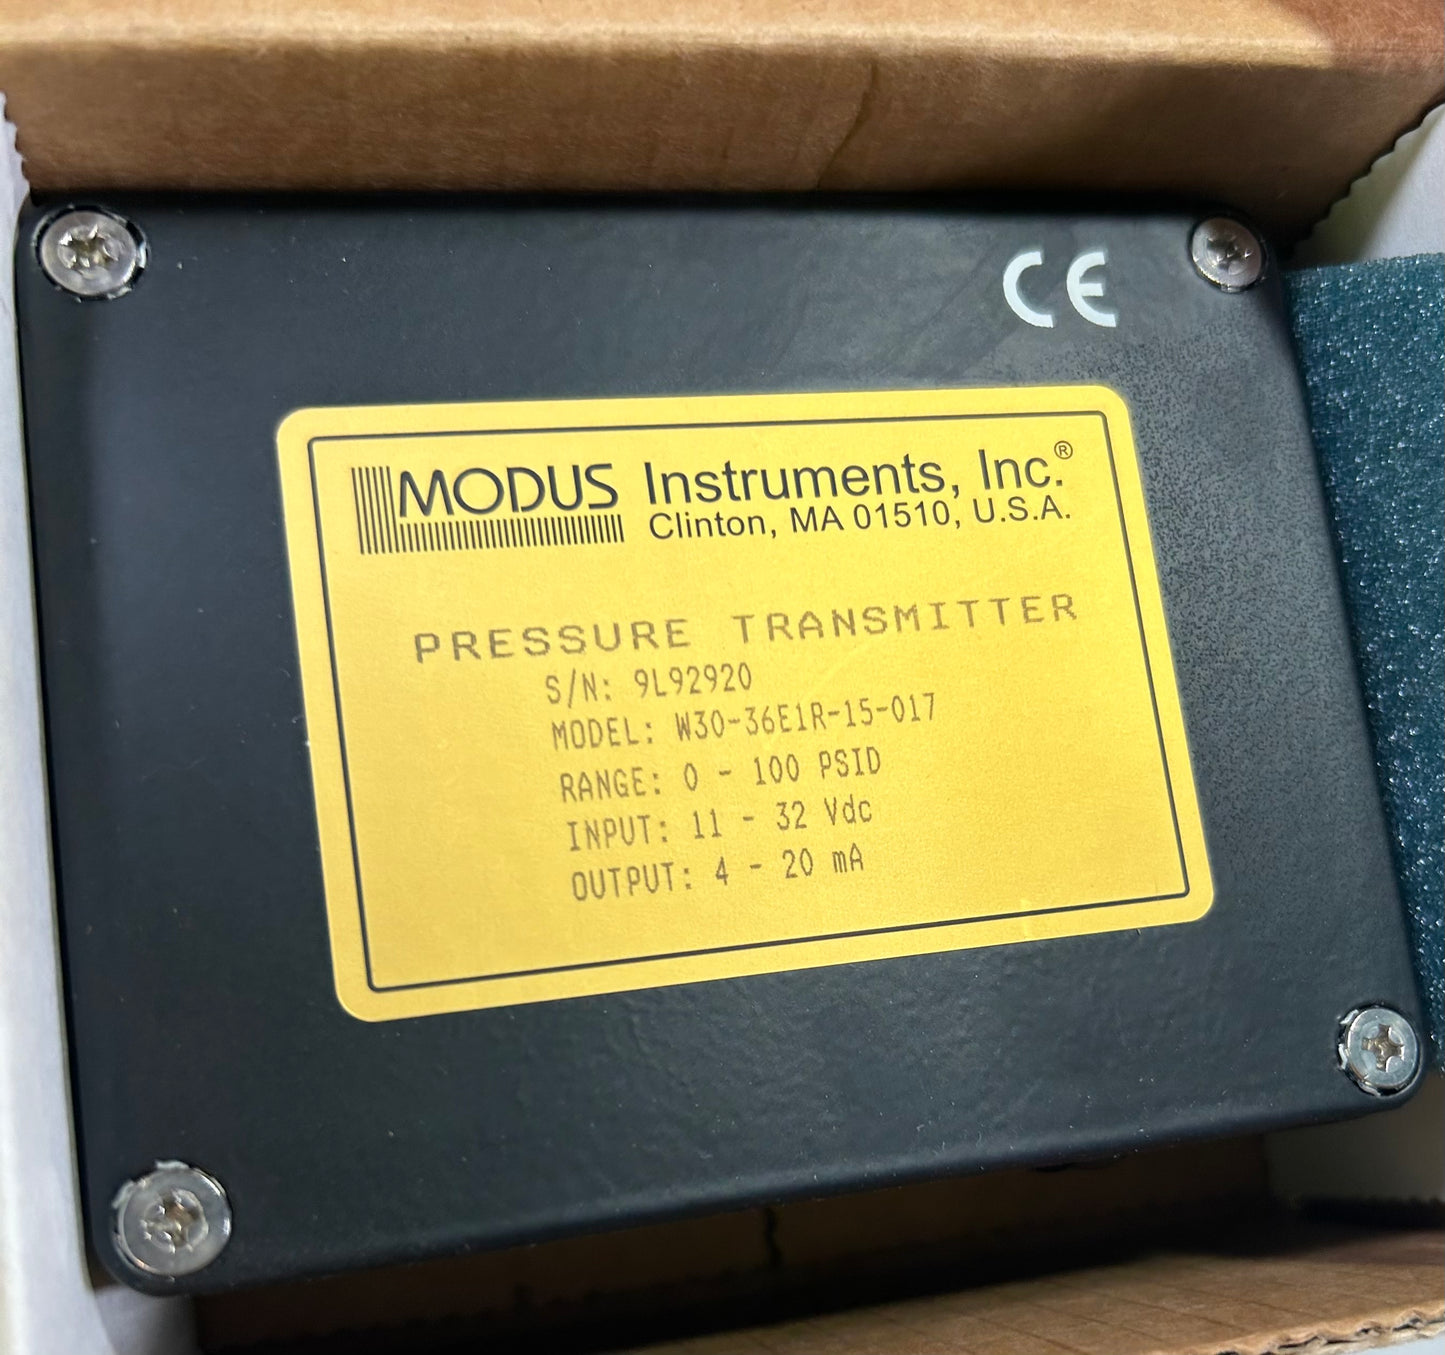 CE
MODUS Instruments, Inc.®
Clinton, MA 01510, U.S.A.
PRESSURE TRANSMITTER
S/N: 9L92920
MODEL: W30-36E1R-15-017
RANGE: 0 - 100 PSID
INPUT: 11 - 32 Vdc
OUTPUT: 4 - 20 mA